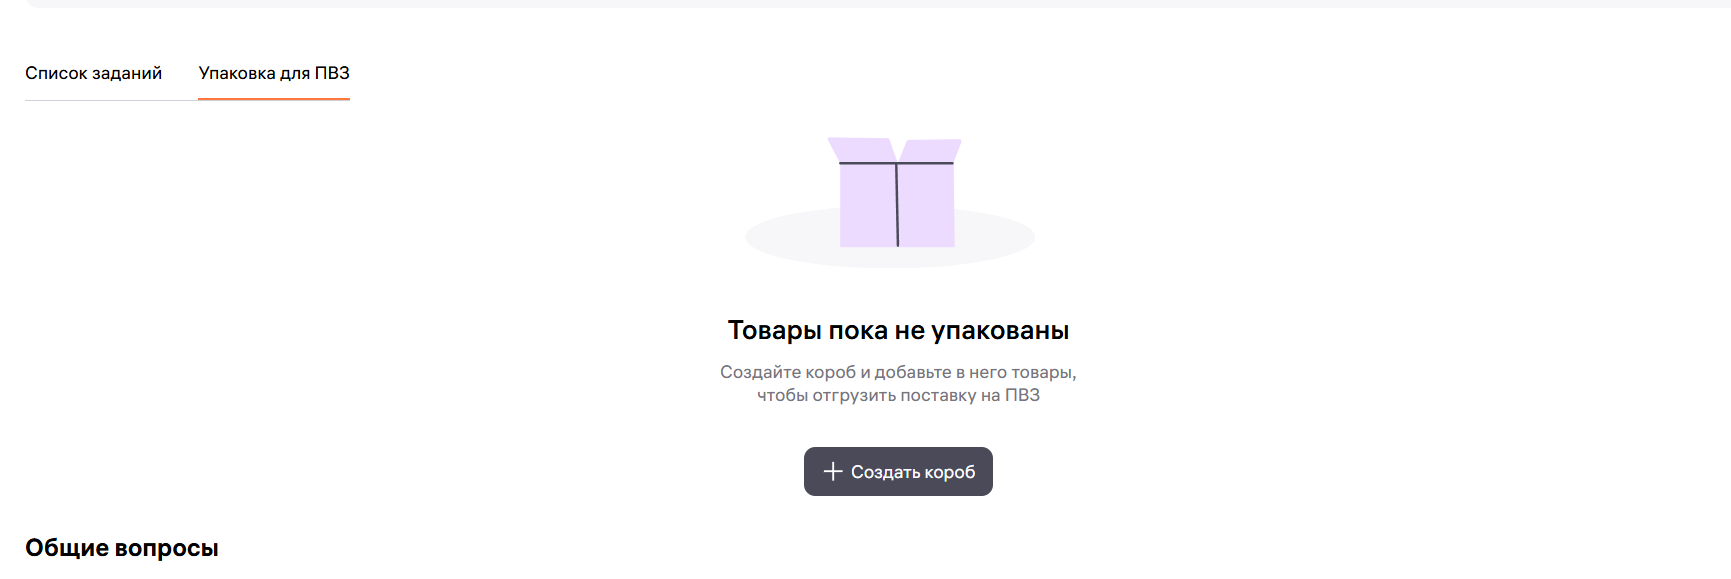 Список заданий
Упаковка для ПВЗ
Товары пока не упакованы
Создайте короб и добавьте в него товары,
чтобы отгрузить поставку на ПВЗ
Создать короб
Общие вопросы